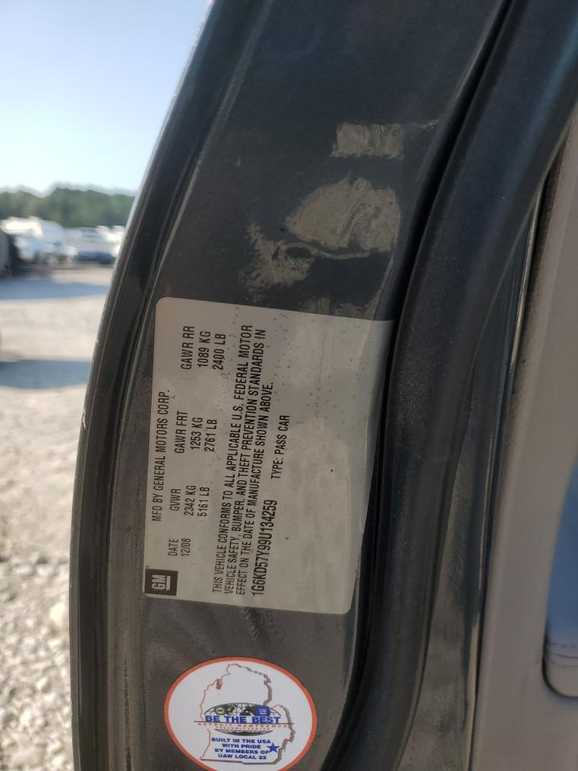 GM
MFD BY GENERAL MOTORS CORP.
DATE GVWR GAWR FRT GAWR RR
12/08 2342 KG 1253 KG 1089 KG
5161 LB 2761 LB 2400 LB
THIS VEHICLE CONFORMS TO ALL APPLICABLE U.S. FEDERAL MOTOR
VEHICLE SAFETY, BUMPER, AND THEFT PREVENTION STANDARDS IN
EFFECT ON THE DATE OF MANUFACTURE SHOWN ABOVE.
1G6KD57Y99U134259 TYPE: PASS CAR
BE THE BEST
BUILT IN THE USA
WITH PRIDE
BY MEMBERS OF
UAW LOCAL 22